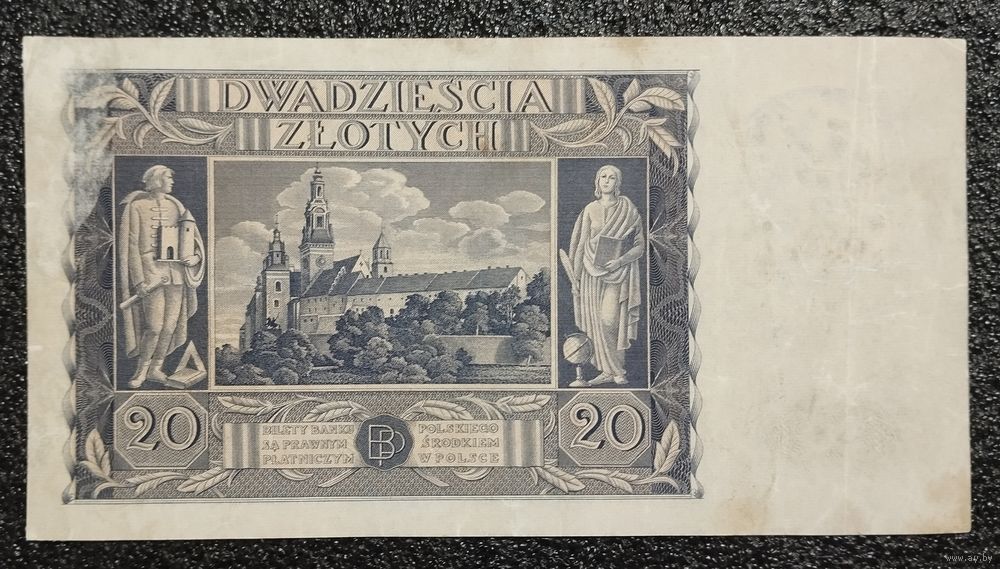 DWADZIEŚCIA
ZŁOTYCH
20
BILETY BANKU POLSKIEGO
SĄ PRAWNYM ŚRODKIEM
PŁATNICZYM W POLSCE
BP
20
www.ay.by